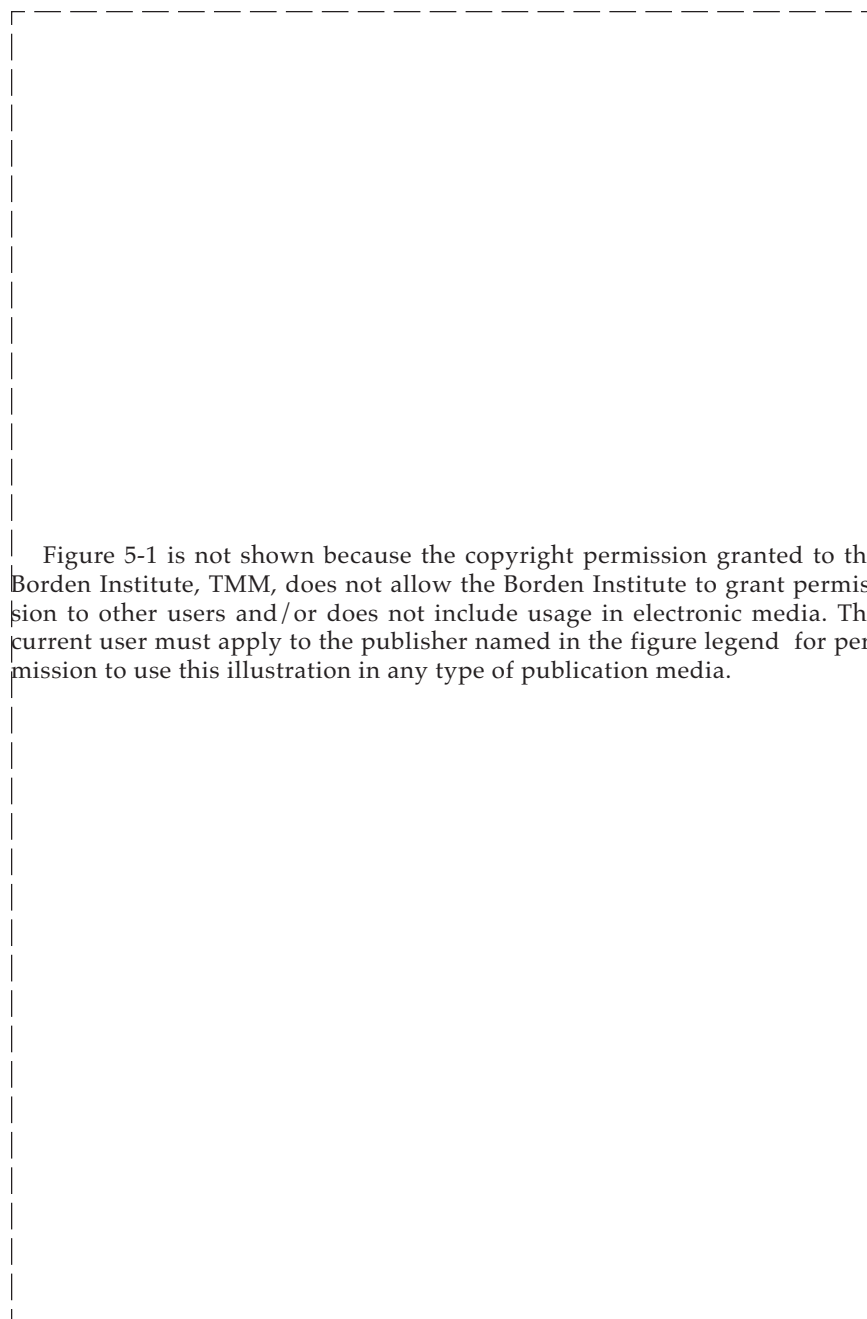 Figure 5-1 is not shown because the copyright permission granted to th
Borden Institute, TMM, does not allow the Borden Institute to grant permis
sion to other users and/or does not include usage in electronic media. Th
current user must apply to the publisher named in the figure legend for per
mission to use this illustration in any type of publication media.